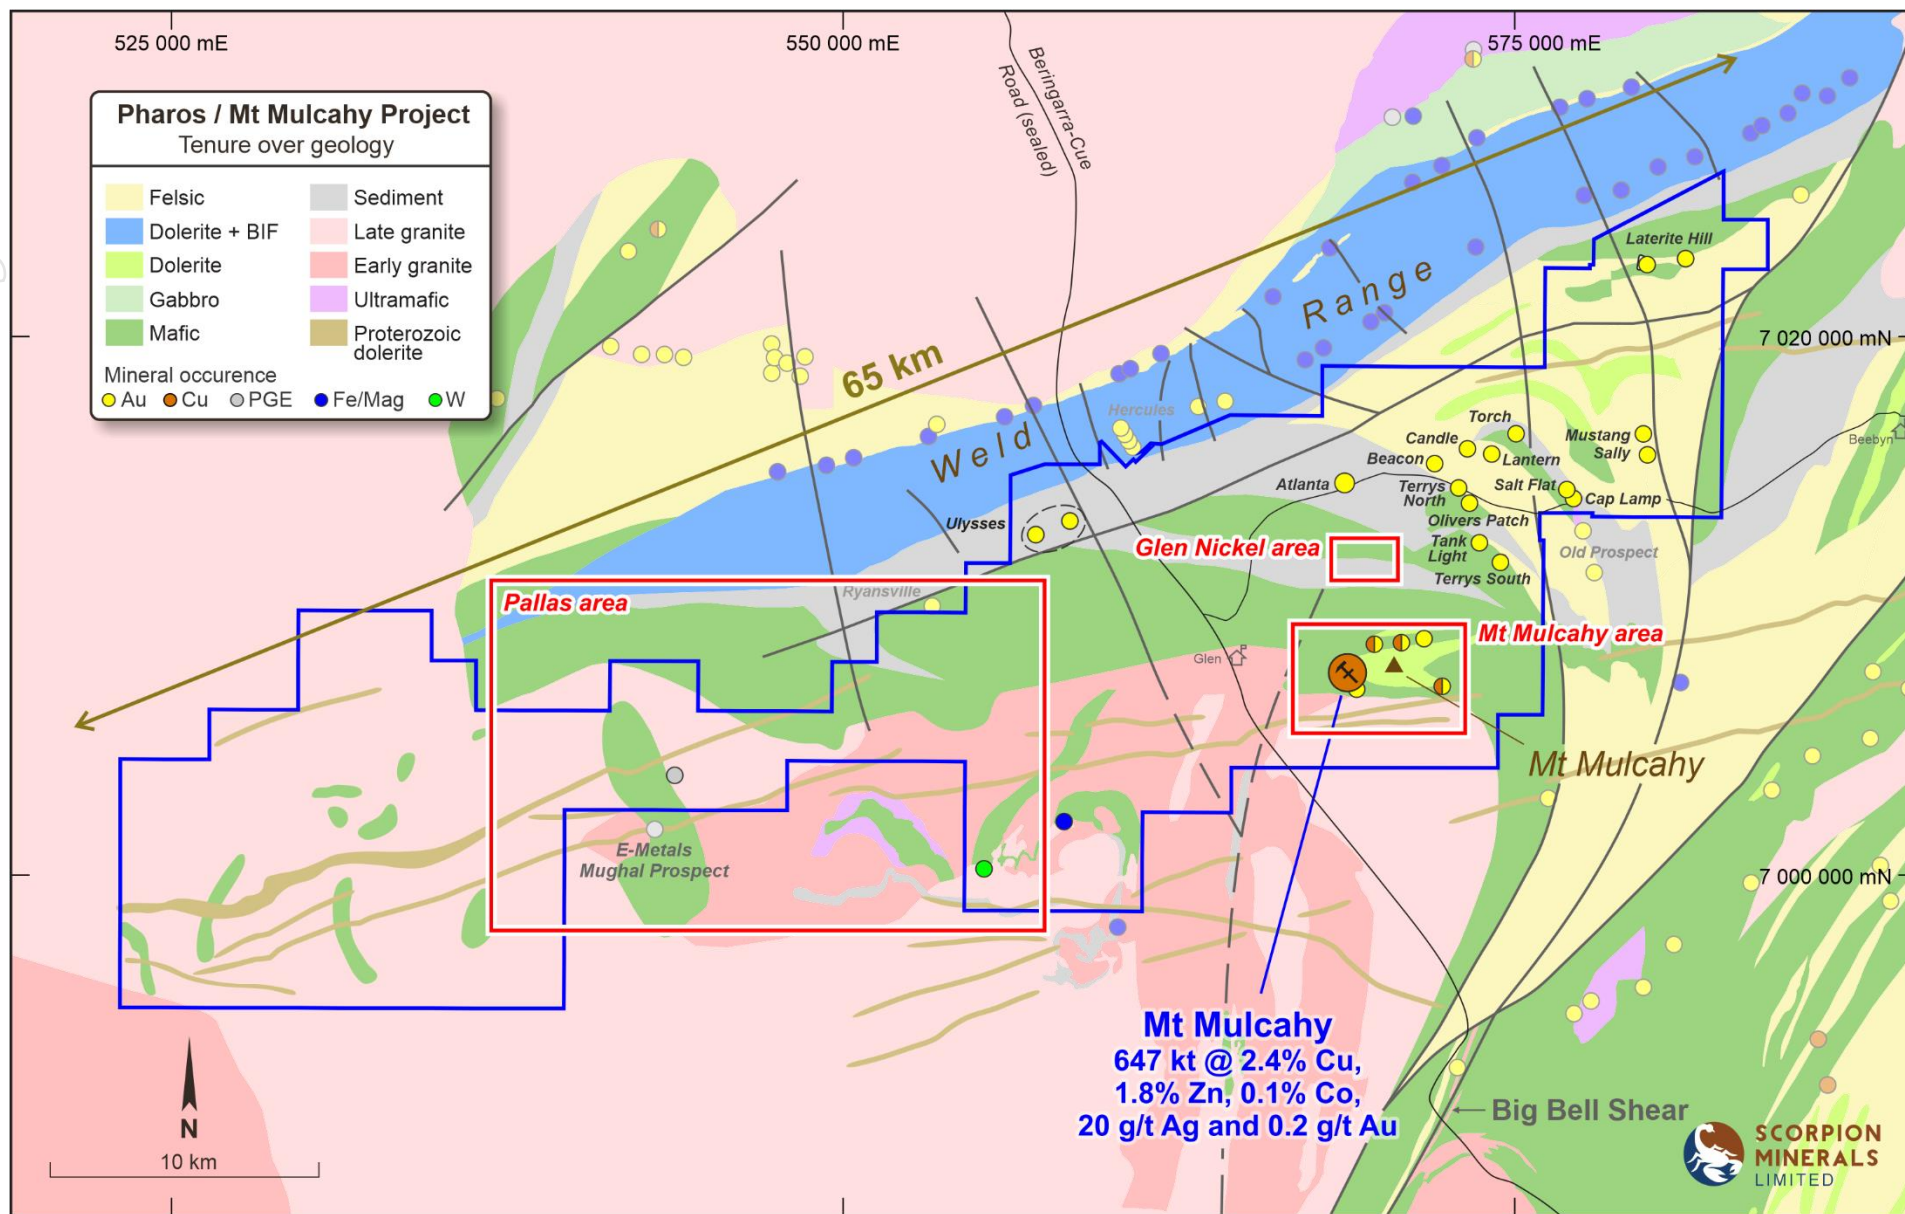 525 000 mE
550 000 mE
575 000 mE
Pharos / Mt Mulcahy Project
Tenure over geology
Felsic
Dolerite + BIF
Dolerite
Gabbro
Mafic
Sediment
Late granite
Early granite
Ultramafic
Proterozoic
dolerite
Mineral occurence
Au
Cu
PGE
Fe/Mag
W
Beringarra-Cue
Road (sealed)
65 km
Weld
Range
Laterite Hill
7 020 000 mN
Hercules
Torch
Candle
Beacon
Lantern
Mustang
Sally
Beebyn
Atlanta
Terrys
North
Salt Flat
Cap Lamp
Ulysses
Olivers Patch
Glen Nickel area
Tank
Light
Old Prospect
Terrys South
Ryansville
Pallas area
Mt Mulcahy area
Glen
Mt Mulcahy
E-Metals
Mughal Prospect
7 000 000 mN
Mt Mulcahy
647 kt @ 2.4% Cu,
1.8% Zn, 0.1% Co,
20 g/t Ag and 0.2 g/t Au
Big Bell Shear
N
10 km
SCORPION
MINERALS
LIMITED